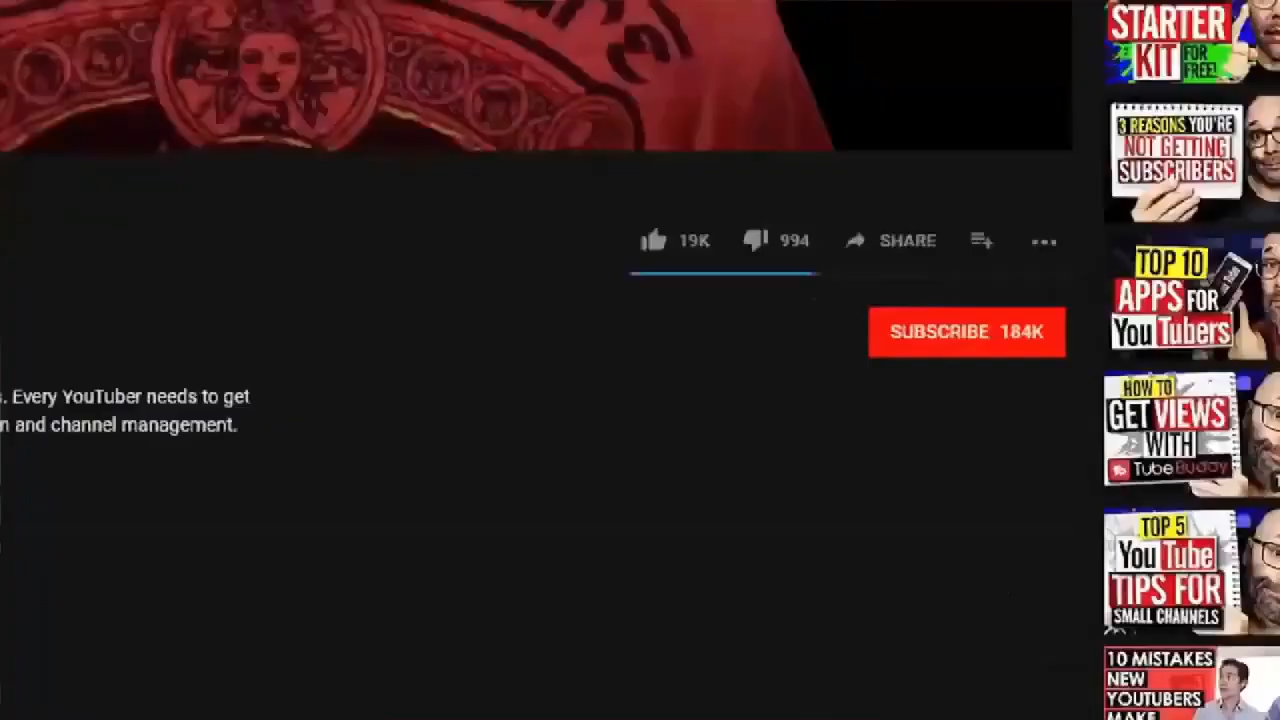 19K 994 SHARE
SUBSCRIBE 184K
s. Every YouTuber needs to get
n and channel management.
STARTER
KIT FOR
FREE!
3 REASONS YOU'RE
NOT GETTING
SUBSCRIBERS
TOP 10
APPS FOR
YouTubers
HOW TO
GET VIEWS
WITH
TubeBuddy
TOP 5
YouTube
TIPS FOR
SMALL CHANNELS
10 MISTAKES
NEW
YOUTUBERS
MAKE